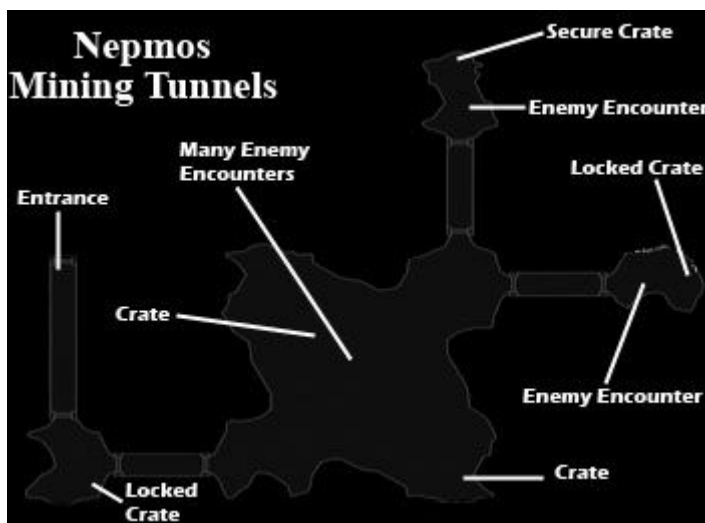 Nepmos
Mining Tunnels
Secure Crate
Enemy Encounter
Many Enemy
Encounters
Locked Crate
Entrance
Crate
Enemy Encounter
Crate
Locked
Crate